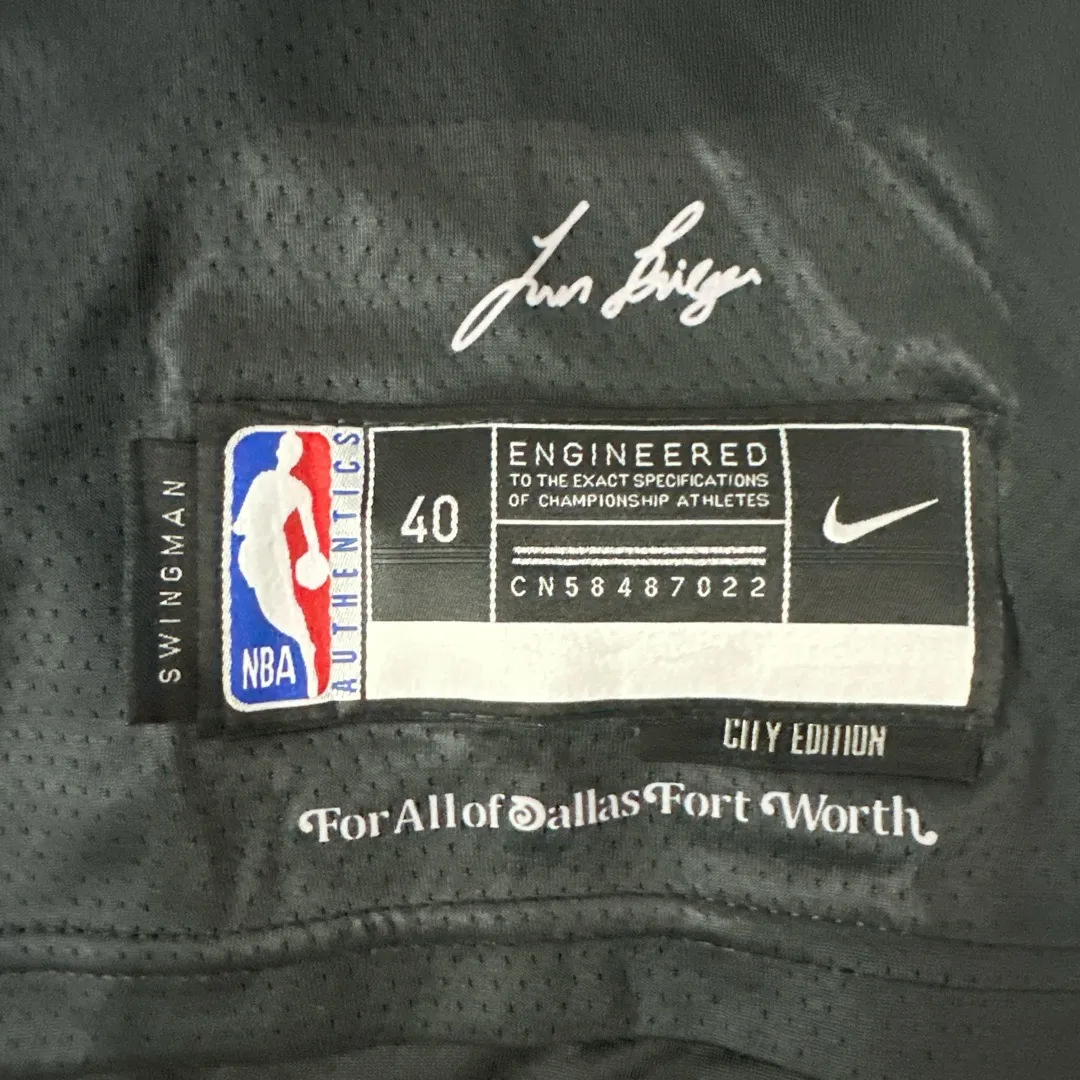 SWINGMAN
NBA
AUTHENTICS
40
ENGINEERED
TO THE EXACT SPECIFICATIONS
OF CHAMPIONSHIP ATHLETES
CN58487022
CITY EDITION
For All of Dallas Fort Worth